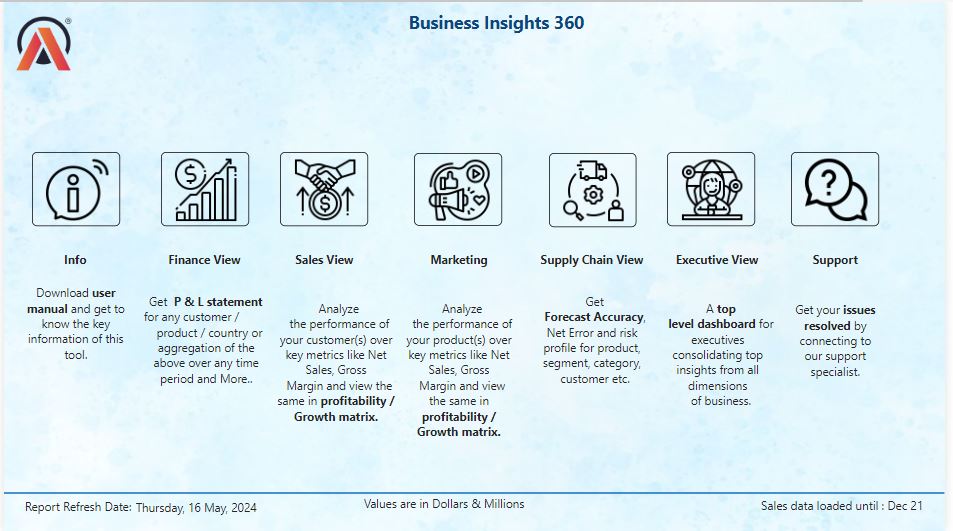 Business Insights 360
®
Info
Download user
manual and get to
know the key
information of this
tool.
Finance View
Get P & L statement
for any customer /
product / country or
aggregation of the
above over any time
period and More..
Sales View
Analyze
the performance of
your customer(s) over
key metrics like Net
Sales, Gross
Margin and view the
same in profitability /
Growth matrix.
Marketing
Analyze
the performance of
your product(s) over
key metrics like Net
Sales, Gross
Margin and view
the same in
profitability /
Growth matrix.
Supply Chain View
Get
Forecast Accuracy,
Net Error and risk
profile for product,
segment, category,
customer etc.
Executive View
A top
level dashboard for
executives
consolidating top
insights from all
dimensions
of business.
Support
Get your issues
resolved by
connecting to
our support
specialist.
Report Refresh Date: Thursday, 16 May, 2024
Values are in Dollars & Millions
Sales data loaded until : Dec 21